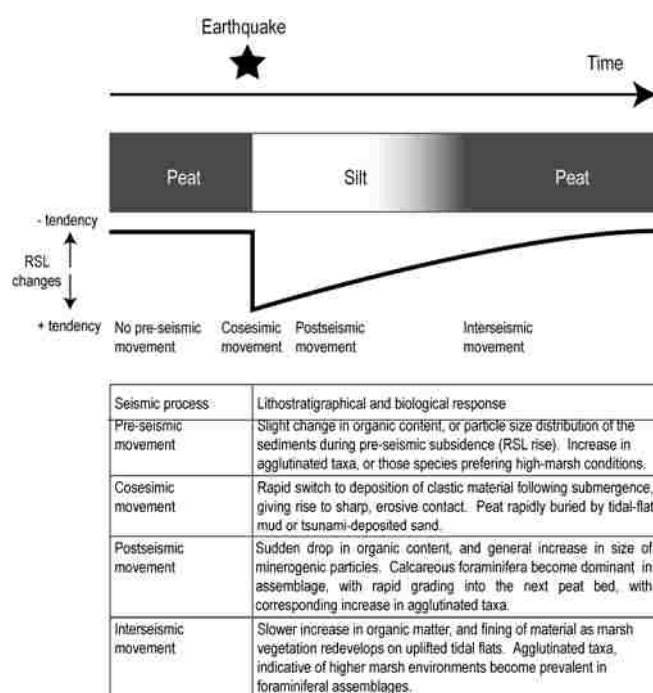 Earthquake
Time
Peat
Silt
Peat
- tendency
RSL
changes
+ tendency
No pre-seismic
movement
Cosesimic
movement
Postseismic
movement
Interseismic
movement
Seismic process
Lithostratigraphical and biological response
Pre-seismic
movement
Slight change in organic content, or particle size distribution of the
sediments during pre-seismic subsidence (RSL rise). Increase in
agglutinated taxa, or those species prefering high-marsh conditions.
Cosesimic
movement
Rapid switch to deposition of clastic material following submergence,
giving rise to sharp, erosive contact. Peat rapidly buried by tidal-flat
mud or tsunami-deposited sand.
Postseismic
movement
Sudden drop in organic content, and general increase in size of
minerogenic particles. Calcareous foraminifera become dominant in
assemblage, with rapid grading into the next peat bed, with
corresponding increase in agglutinated taxa.
Interseismic
movement
Slower increase in organic matter, and fining of material as marsh
vegetation redevelops on uplifted tidal flats. Agglutinated taxa,
indicative of higher marsh environments become prevalent in
foraminiferal assemblages.